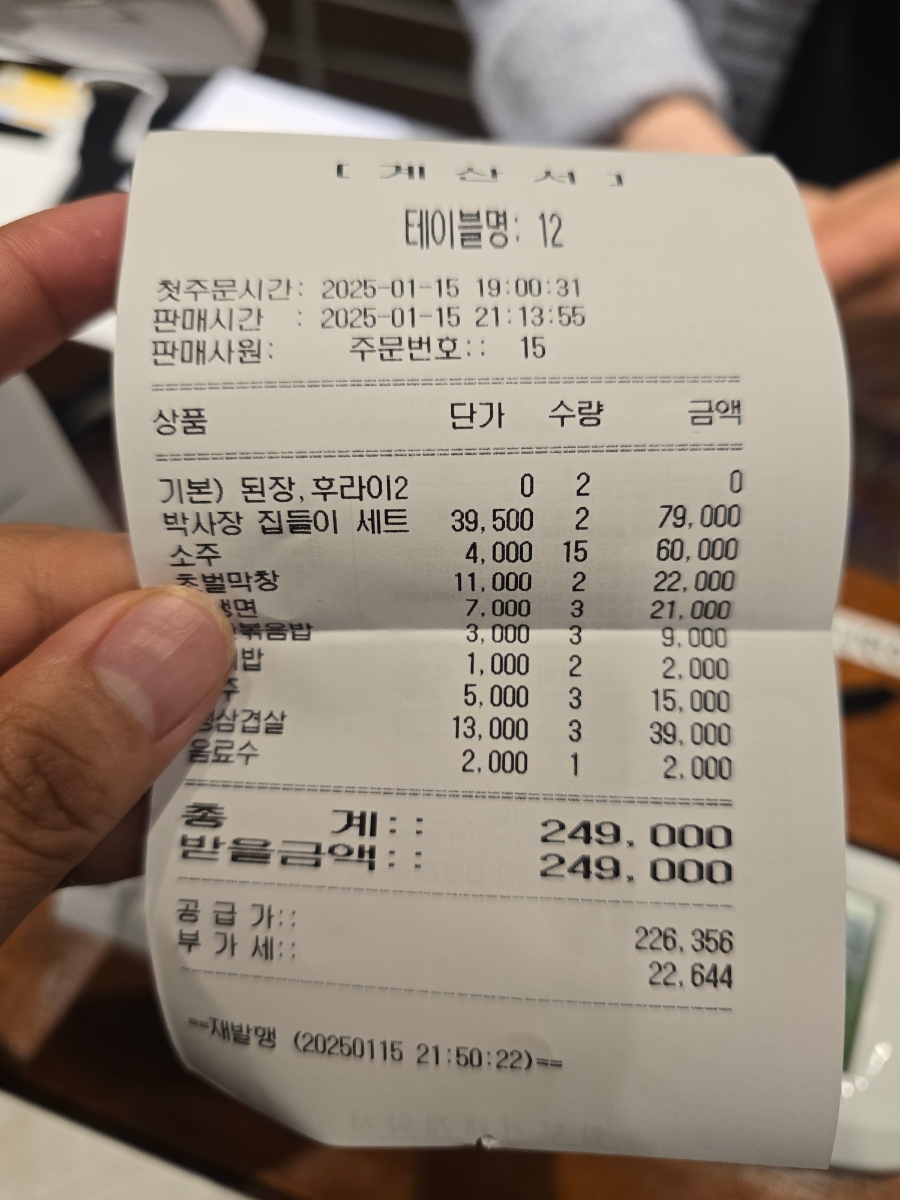 [ 계 산 서 ]
테이블명: 12
첫주문시간: 2025-01-15 19:00:31
판매시간 : 2025-01-15 21:13:55
판매사원: 주문번호:: 15
상품 단가 수량 금액
기본) 된장,후라이2 0 2 0
박사장 집들이 세트 39,500 2 79,000
소주 4,000 15 60,000
초벌막창 11,000 2 22,000
7,000 3 21,000
3,000 3 9,000
1,000 2 2,000
5,000 3 15,000
13,000 3 39,000
음료수 2,000 1 2,000
총 계:: 249,000
받을금액:: 249,000
공 급 가:: 226,356
부 가 세:: 22,644
==재발행 (20250115 21:50:22)==